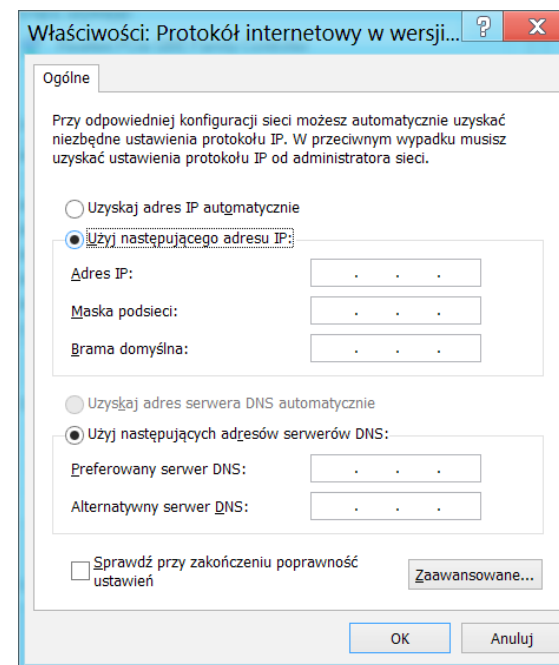 Właściwości: Protokół internetowy w wersji...
Ogólne
Przy odpowiedniej konfiguracji sieci możesz automatycznie uzyskać
niezbędne ustawienia protokołu IP. W przeciwnym wypadku musisz
uzyskać ustawienia protokołu IP od administratora sieci.
Uzyskaj adres IP automatycznie
Użyj następującego adresu IP:
Adres IP:
Maska podsieci:
Brama domyślna:
Uzyskaj adres serwera DNS automatycznie
Użyj następujących adresów serwerów DNS:
Preferowany serwer DNS:
Alternatywny serwer DNS:
Sprawdź przy zakończeniu poprawność
ustawień
Zaawansowane...
OK
Anuluj